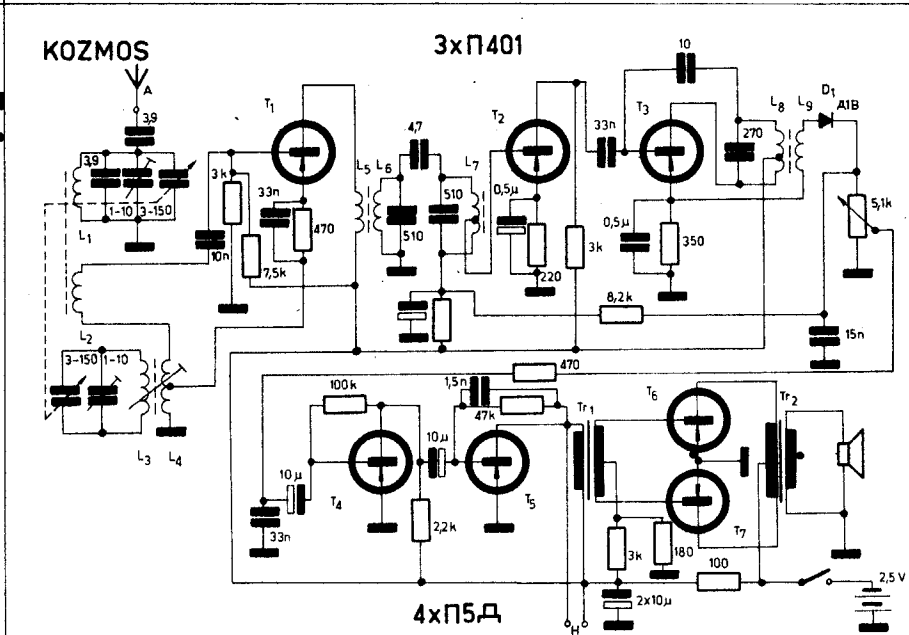 KOZMOS
3xП401
A
3,9
3,9
1-10
3-150
L1
10n
3k
7,5k
33n
470
T1
L5
L6
4,7
510
510
L7
T2
0,5µ
220
3k
33n
T3
10
0,5µ
350
270
L8
L9
D1
Д1В
5,1k
8,2k
15n
L2
3-150
1-10
L3
L4
470
100k
1,5n
47k
10µ
T4
10µ
T5
33n
2,2k
Tr1
T6
T7
Tr2
3k
180
100
2x10µ
2,5 V
4xП5Д
H